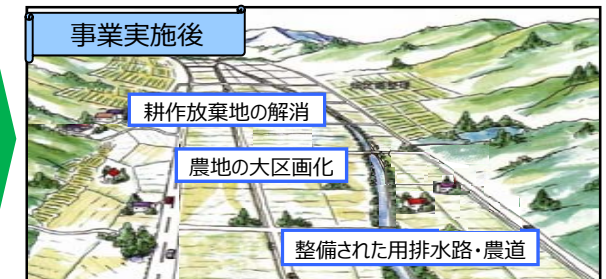 事業実施後
耕作放棄地の解消
農地の大区画化
整備された用排水路・農道